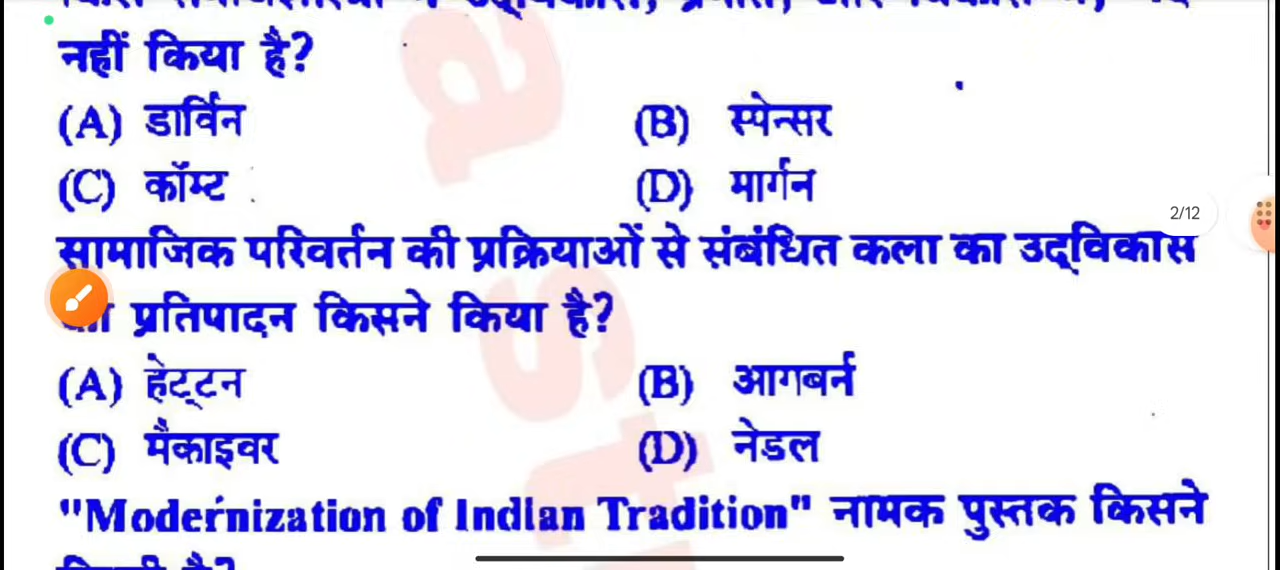 नहीं किया है?
(A) डार्विन (B) स्पेन्सर
(C) कॉम्ट (D) मार्गन
2/12
सामाजिक परिवर्तन की प्रक्रियाओं से संबंधित कला का उद्विकास
प्रतिपादन किसने किया है?
(A) हेट्टन (B) आगबर्न
(C) मैकाइवर (D) नेडल
"Modernization of Indian Tradition" नामक पुस्तक किसने